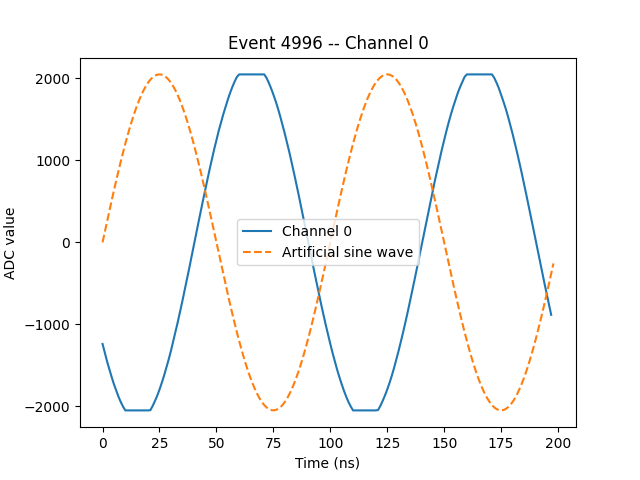 Event 4996 -- Channel 0
ADC value
2000
1000
0
−1000
−2000
Channel 0
Artificial sine wave
0 25 50 75 100 125 150 175 200
Time (ns)